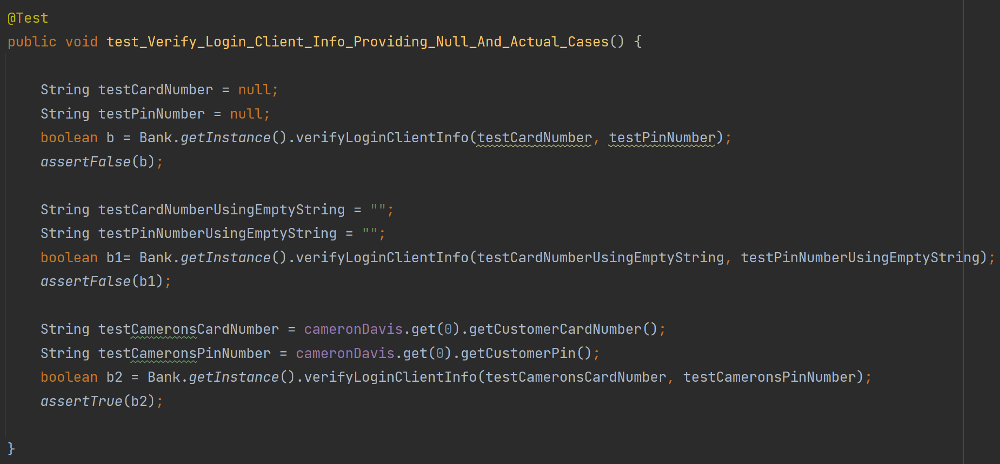 @Test
public void test_Verify_Login_Client_Info_Providing_Null_And_Actual_Cases() {
String testCardNumber = null;
String testPinNumber = null;
boolean b = Bank.getInstance().verifyLoginClientInfo(testCardNumber, testPinNumber);
assertFalse(b);
String testCardNumberUsingEmptyString = "";
String testPinNumberUsingEmptyString = "";
boolean b1= Bank.getInstance().verifyLoginClientInfo(testCardNumberUsingEmptyString, testPinNumberUsingEmptyString);
assertFalse(b1);
String testCameronsCardNumber = cameronDavis.get(0).getCustomerCardNumber();
String testCameronsPinNumber = cameronDavis.get(0).getCustomerPin();
boolean b2 = Bank.getInstance().verifyLoginClientInfo(testCameronsCardNumber, testCameronsPinNumber);
assertTrue(b2);
}